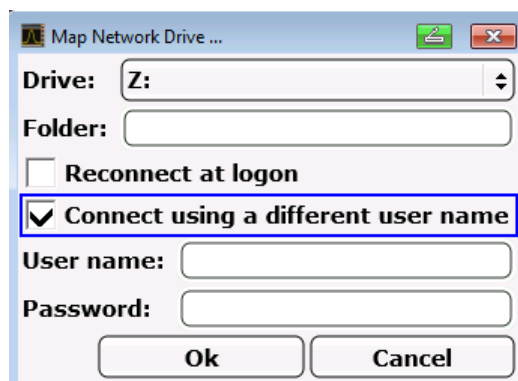 Map Network Drive ...
Drive: Z:
Folder:
Reconnect at logon
Connect using a different user name
User name:
Password:
Ok Cancel